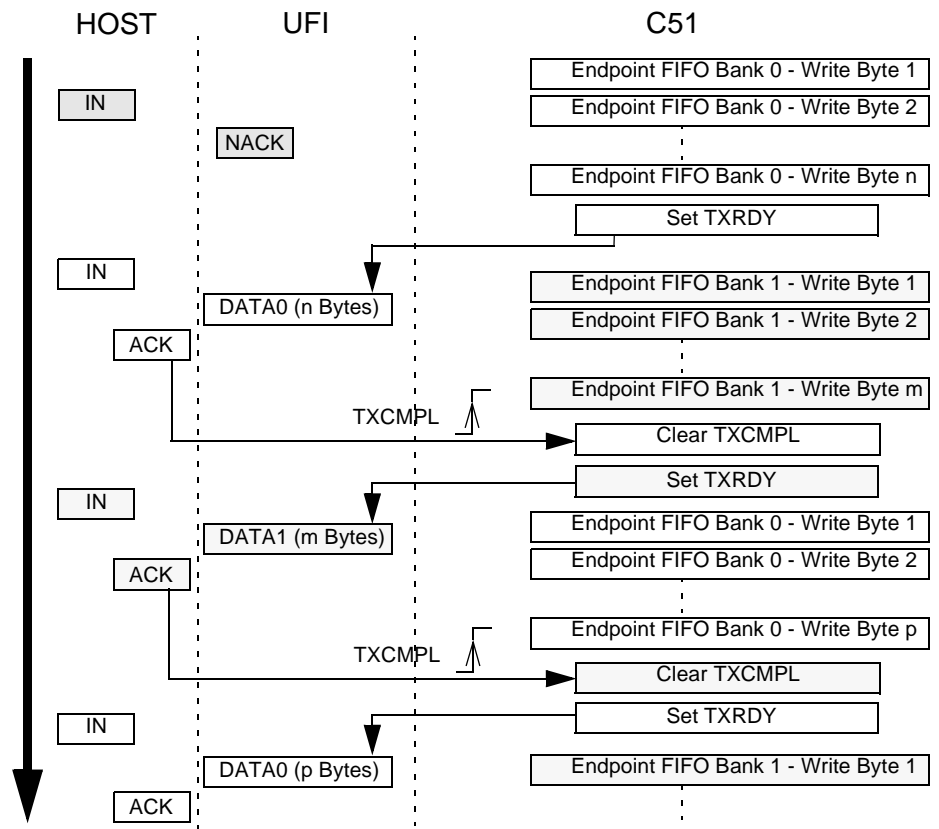 HOST UFI C51
Endpoint FIFO Bank 0 - Write Byte 1
IN
Endpoint FIFO Bank 0 - Write Byte 2
NACK
Endpoint FIFO Bank 0 - Write Byte n
Set TXRDY
IN
Endpoint FIFO Bank 1 - Write Byte 1
DATA0 (n Bytes)
Endpoint FIFO Bank 1 - Write Byte 2
ACK
Endpoint FIFO Bank 1 - Write Byte m
TXCMPL
Clear TXCMPL
Set TXRDY
IN
Endpoint FIFO Bank 0 - Write Byte 1
DATA1 (m Bytes)
Endpoint FIFO Bank 0 - Write Byte 2
ACK
Endpoint FIFO Bank 0 - Write Byte p
TXCMPL
Clear TXCMPL
Set TXRDY
IN
DATA0 (p Bytes)
Endpoint FIFO Bank 1 - Write Byte 1
ACK